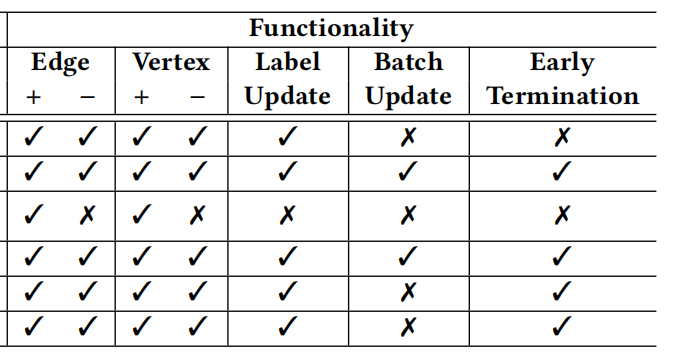 Functionality
Edge Vertex Label Batch Early
+ − + − Update Update Termination
✓ ✓ ✓ ✓ ✓ ✗ ✗
✓ ✓ ✓ ✓ ✓ ✓ ✓
✓ ✗ ✓ ✗ ✗ ✗ ✗
✓ ✓ ✓ ✓ ✓ ✓ ✓
✓ ✓ ✓ ✓ ✓ ✗ ✓
✓ ✓ ✓ ✓ ✓ ✗ ✓